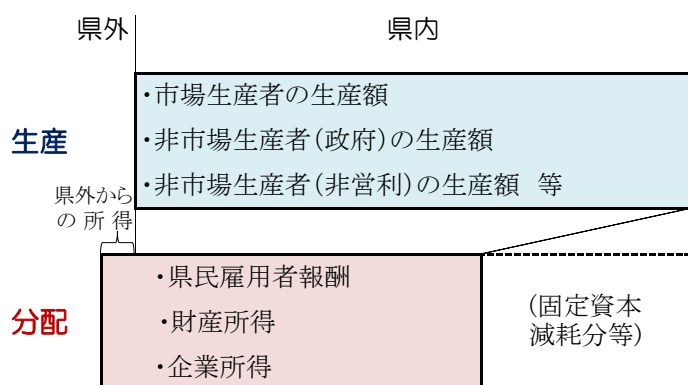 県外
県内
生産
・市場生産者の生産額
・非市場生産者(政府)の生産額
・非市場生産者(非営利)の生産額 等
県外から
の所得
分配
・県民雇用者報酬
・財産所得
・企業所得
(固定資本
減耗分等)